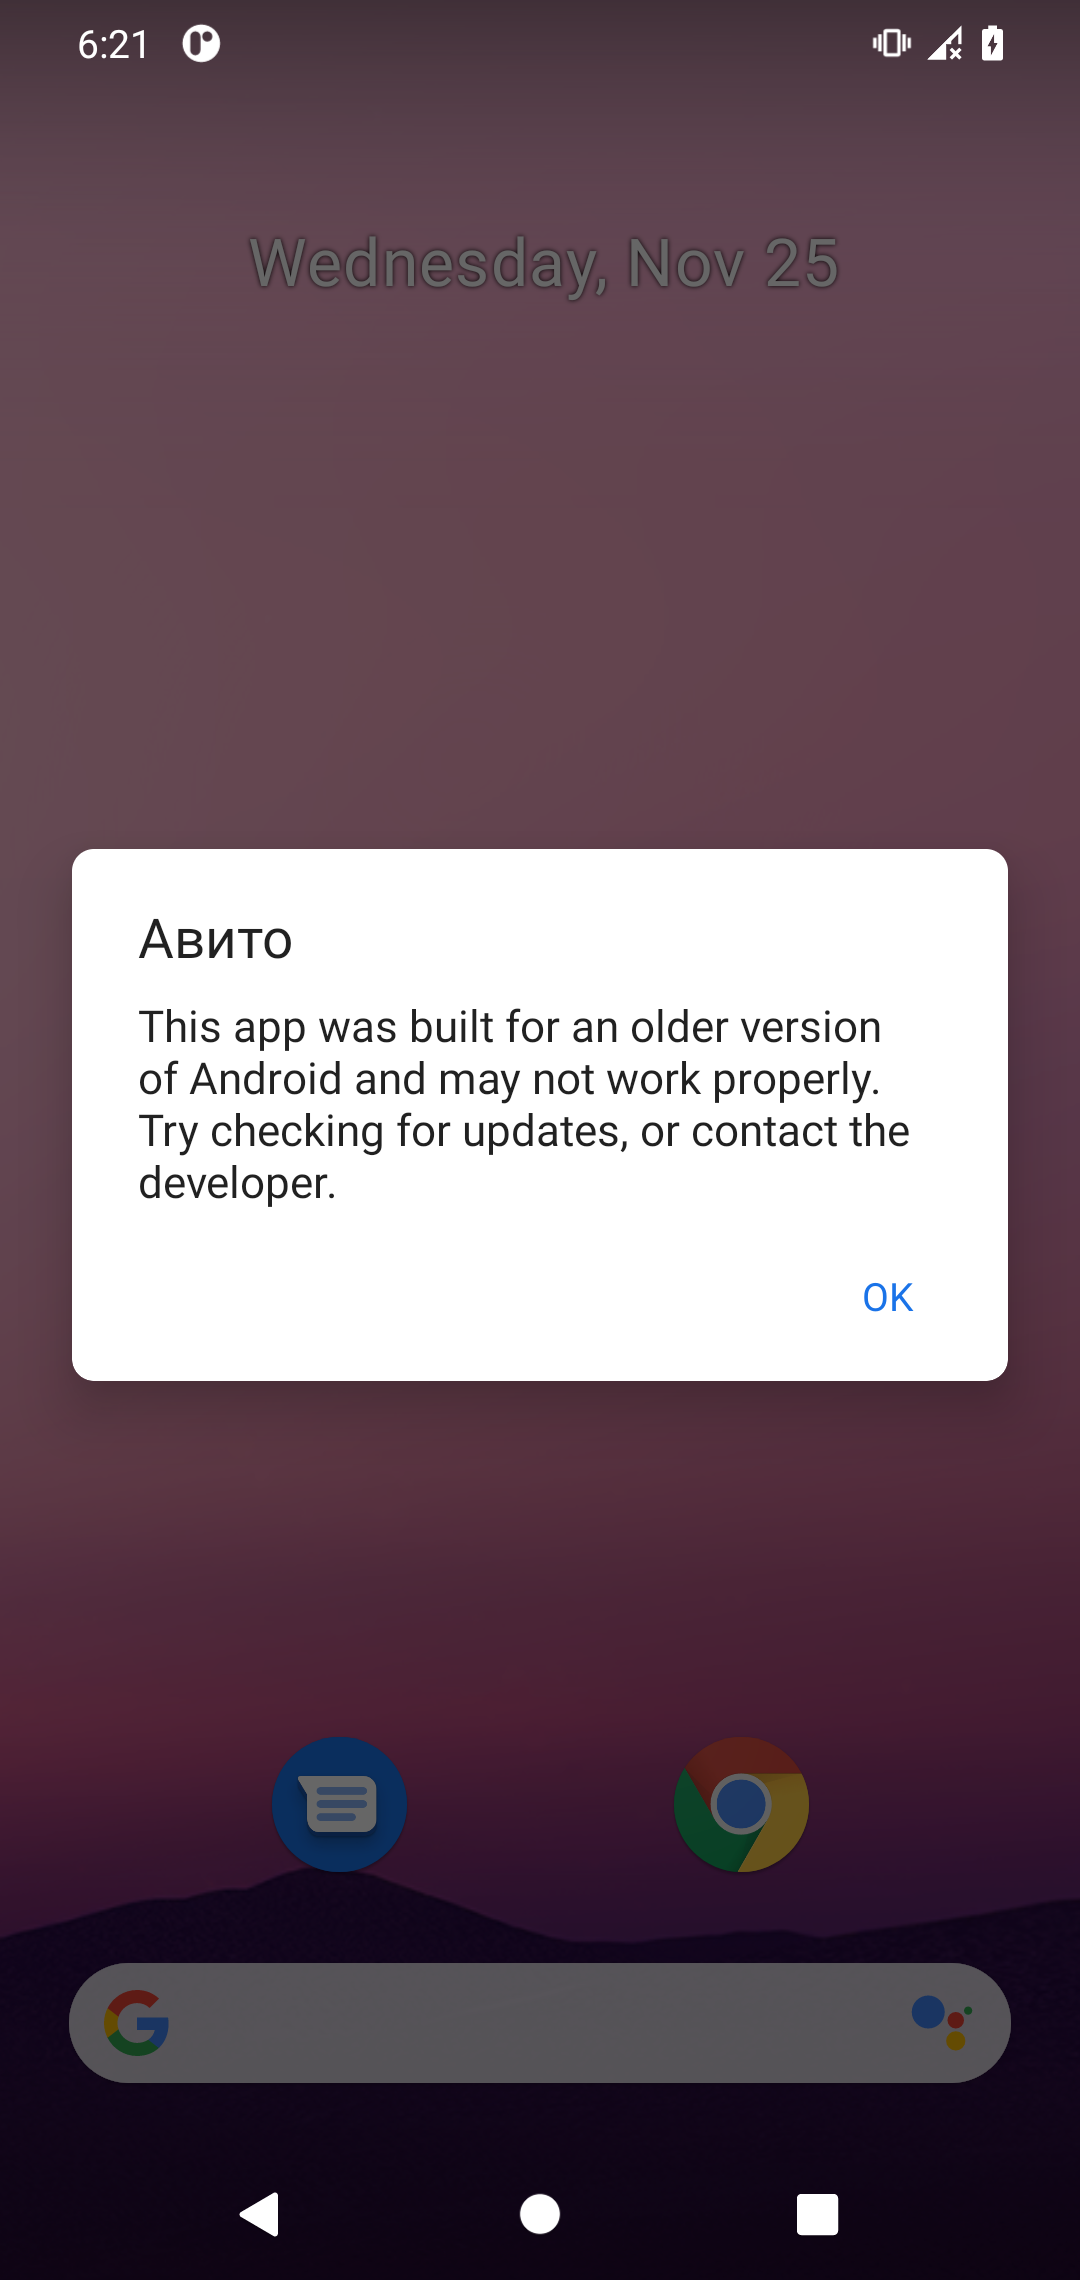 6:21
Wednesday, Nov 25
Авито
This app was built for an older version
of Android and may not work properly.
Try checking for updates, or contact the
developer.
OK